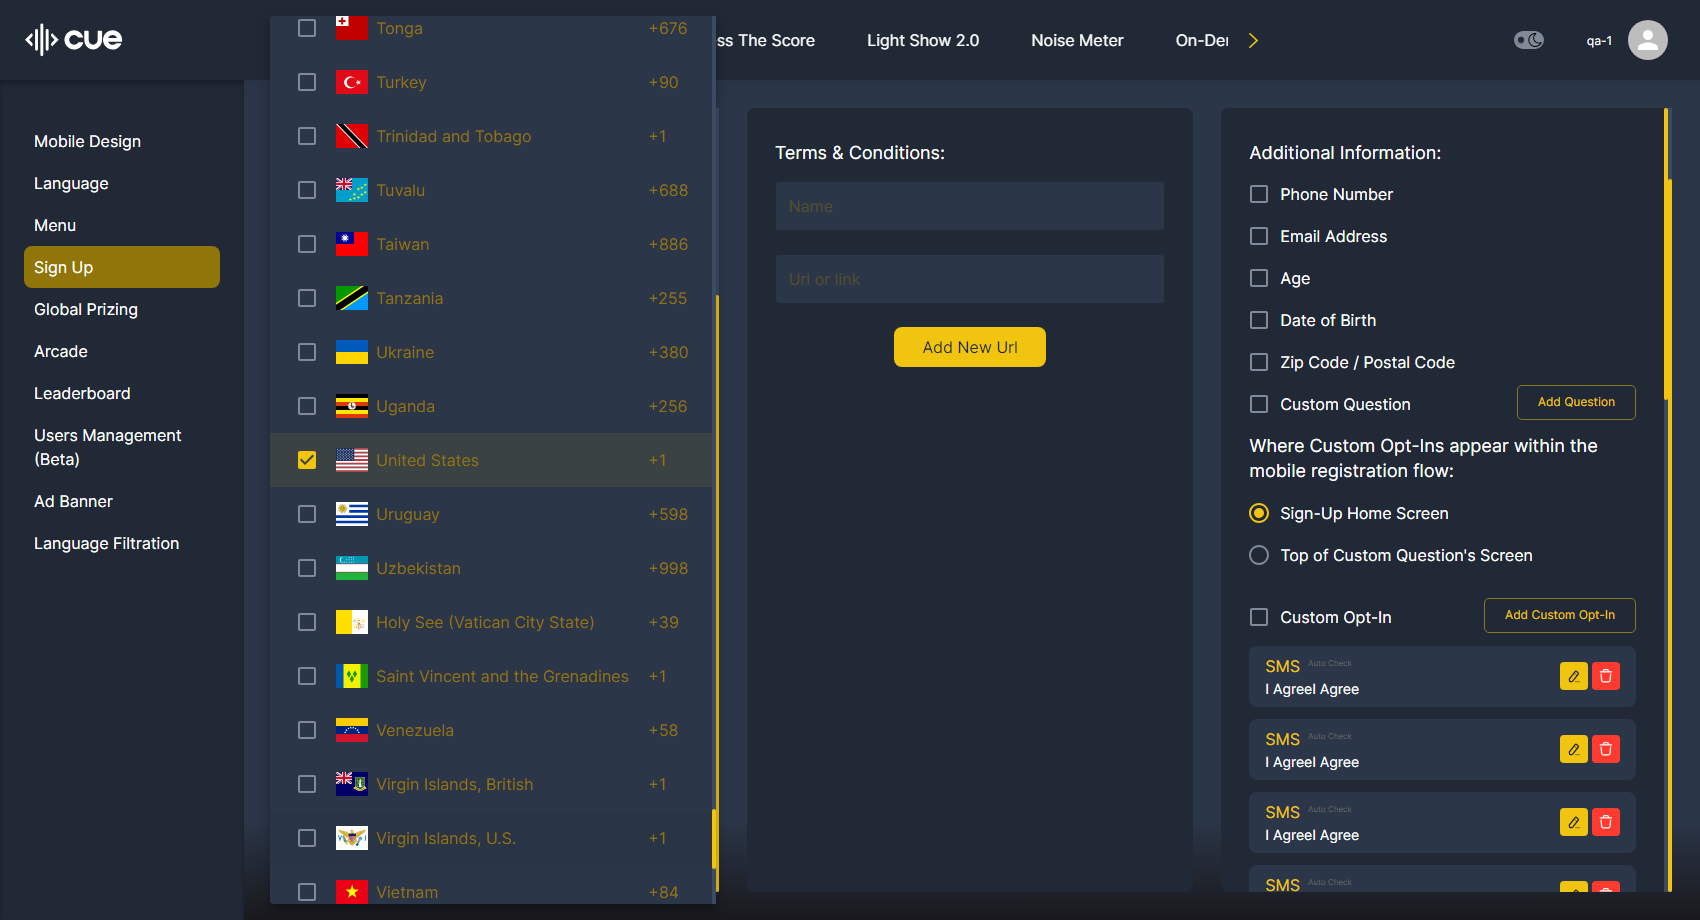 cue
ss The Score
Light Show 2.0
Noise Meter
On-Der
qa-1
Mobile Design
Language
Menu
Sign Up
Global Prizing
Arcade
Leaderboard
Users Management
(Beta)
Ad Banner
Language Filtration
Tonga +676
Turkey +90
Trinidad and Tobago +1
Tuvalu +688
Taiwan +886
Tanzania +255
Ukraine +380
Uganda +256
United States +1
Uruguay +598
Uzbekistan +998
Holy See (Vatican City State) +39
Saint Vincent and the Grenadines +1
Venezuela +58
Virgin Islands, British +1
Virgin Islands, U.S. +1
Vietnam +84
Terms & Conditions:
Name
Url or link
Add New Url
Additional Information:
Phone Number
Email Address
Age
Date of Birth
Zip Code / Postal Code
Custom Question
Add Question
Where Custom Opt-Ins appear within the
mobile registration flow:
Sign-Up Home Screen
Top of Custom Question's Screen
Custom Opt-In
Add Custom Opt-In
SMS Auto Check
I AgreeI Agree
SMS Auto Check
I AgreeI Agree
SMS Auto Check
I AgreeI Agree
SMS Auto Check